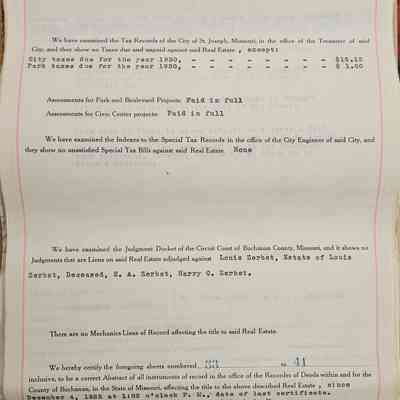 We have examined the Tax Records of the City of St. Joseph, Missouri, in the office of the Treasurer of said
City, and they show no Taxes due and unpaid against said Real Estate, except:
City taxes due for the year 1930, - - - - - - - - $15.12
Park taxes due for the year 1930, - - - - - - - - $ 1.00
Assessments for Park and Boulevard Projects: Paid in full
Assessments for Civic Center projects: Paid in full
We have examined the Indexes to the Special Tax Records in the office of the City Engineer of said City, and
they show no unsatisfied Special Tax Bills against said Real Estate. None
We have examined the Judgment Docket of the Circuit Court of Buchanan County, Missouri, and it shows no
Judgments that are Liens on said Real Estate adjudged against Louis Zerbst, Estate of Louis
Zerbst, Deceased, Z. A. Zerbst, Harry C. Zerbst.
There are no Mechanics Liens of Record affecting the title to said Real Estate.
We hereby certify the foregoing sheets numbered 33 to 41
inclusive, to be a correct Abstract of all instruments of record in the office of the Recorder of Deeds within and for the
County of Buchanan, in the State of Missouri, affecting the title to the above described Real Estate, since
December 4, 1922 at 1:32 o'clock P. M., date of last certificate.